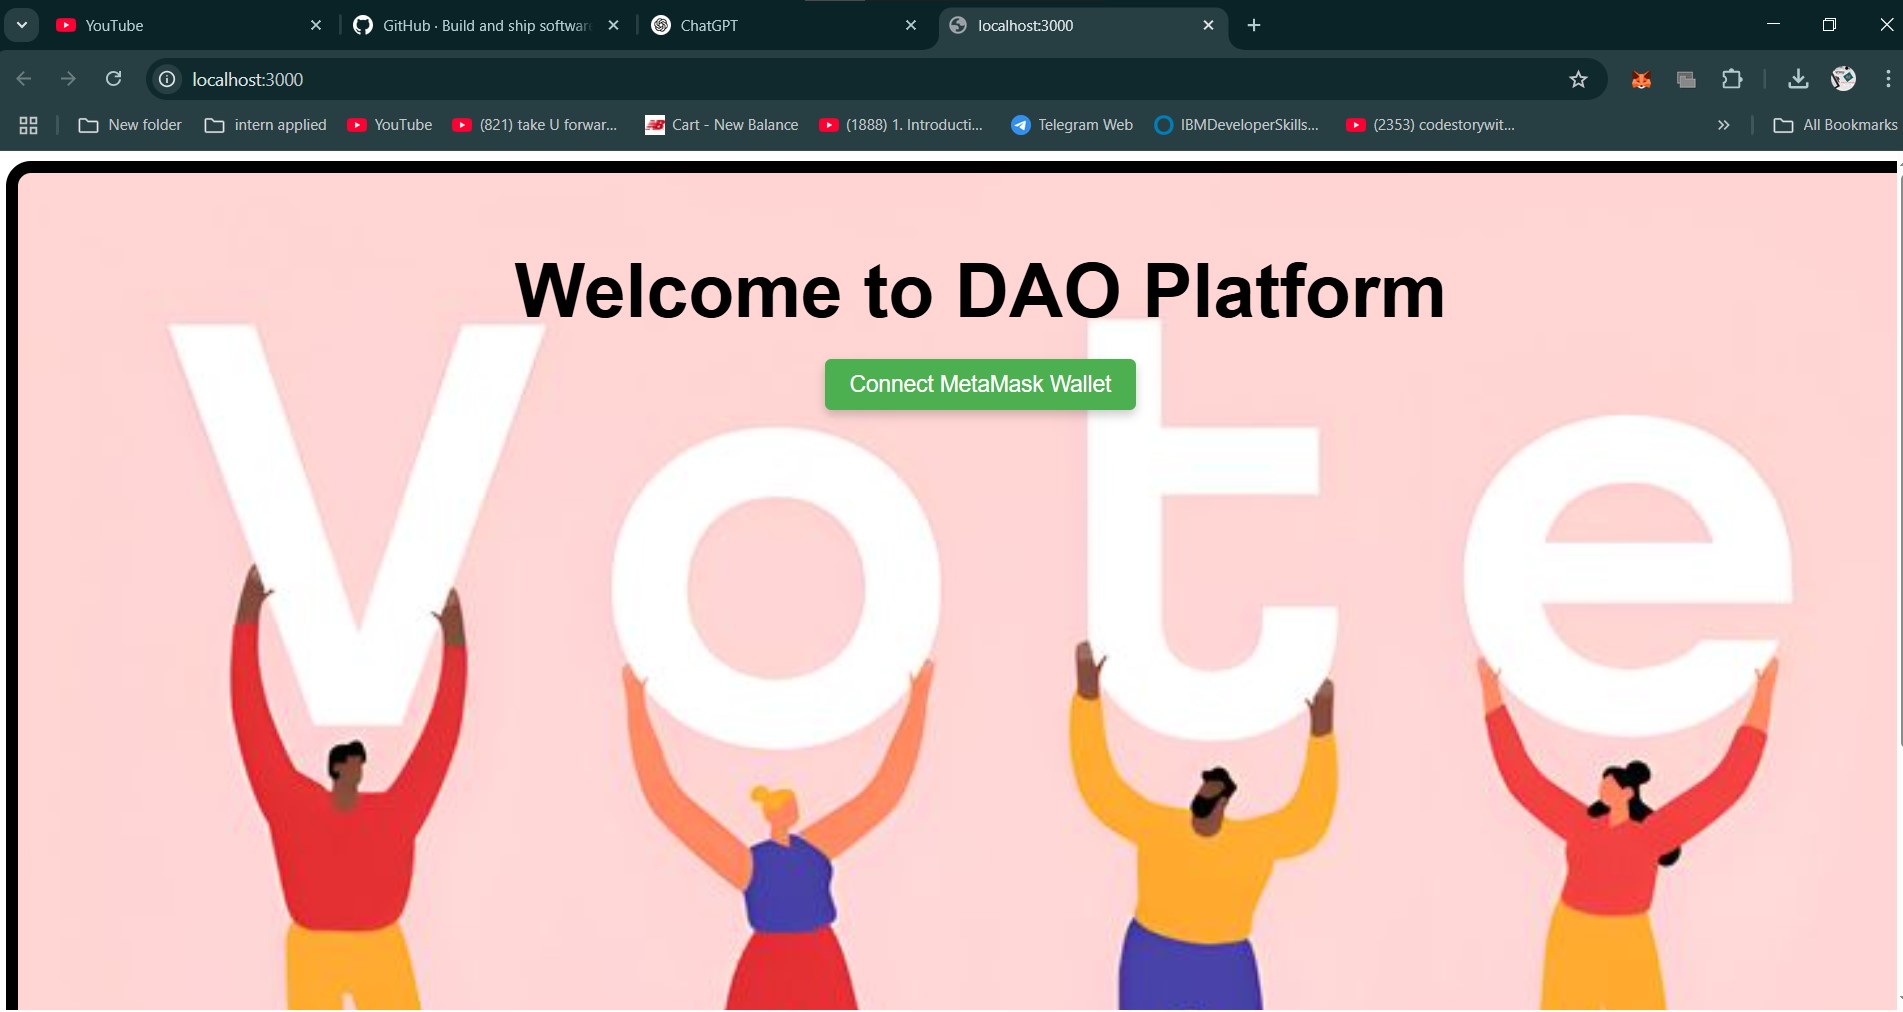 YouTube
GitHub · Build and ship softwar
ChatGPT
localhost:3000
localhost:3000
New folder
intern applied
YouTube
(821) take U forwar...
Cart - New Balance
(1888) 1. Introducti...
Telegram Web
IBMDeveloperSkills...
(2353) codestorywit...
All Bookmarks
Welcome to DAO Platform
Connect MetaMask Wallet
Vote